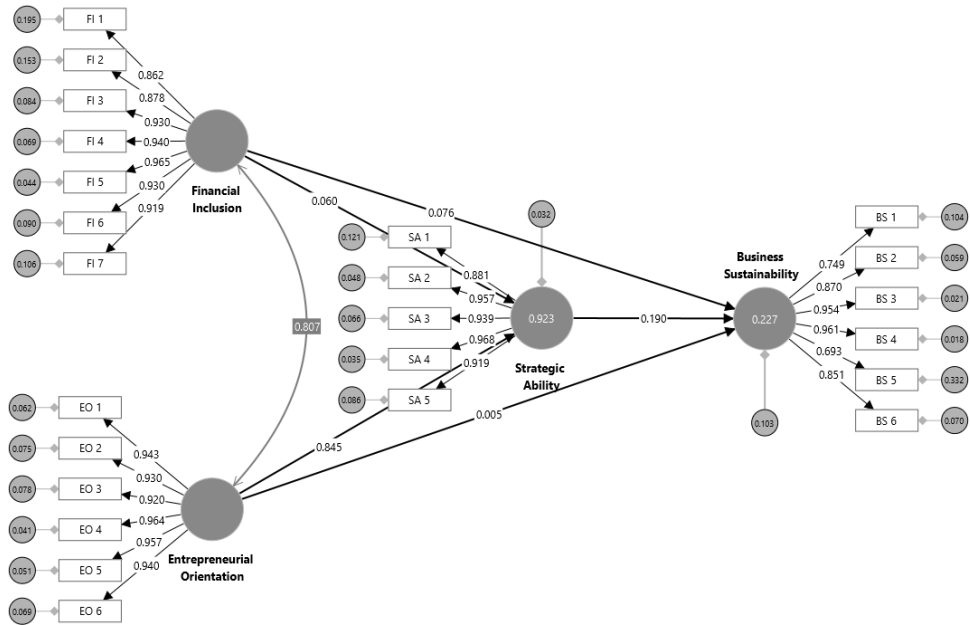 0.195 FI 1
0.153 FI 2
0.084 FI 3
0.069 FI 4
0.044 FI 5
0.090 FI 6
0.106 FI 7
0.862
0.878
0.930
0.940
0.965
0.930
0.919
Financial
Inclusion
0.060
0.076
0.807
0.121 SA 1
0.048 SA 2
0.066 SA 3
0.035 SA 4
0.086 SA 5
0.881
0.957
0.939
0.968
0.919
0.032
0.923
Strategic
Ability
0.190
0.005
0.845
Business
Sustainability
0.227
0.103
0.749
0.870
0.954
0.961
0.693
0.851
BS 1 0.104
BS 2 0.059
BS 3 0.021
BS 4 0.018
BS 5 0.332
BS 6 0.070
0.062 EO 1
0.075 EO 2
0.078 EO 3
0.041 EO 4
0.051 EO 5
0.069 EO 6
0.943
0.930
0.920
0.964
0.957
0.940
Entrepreneurial
Orientation